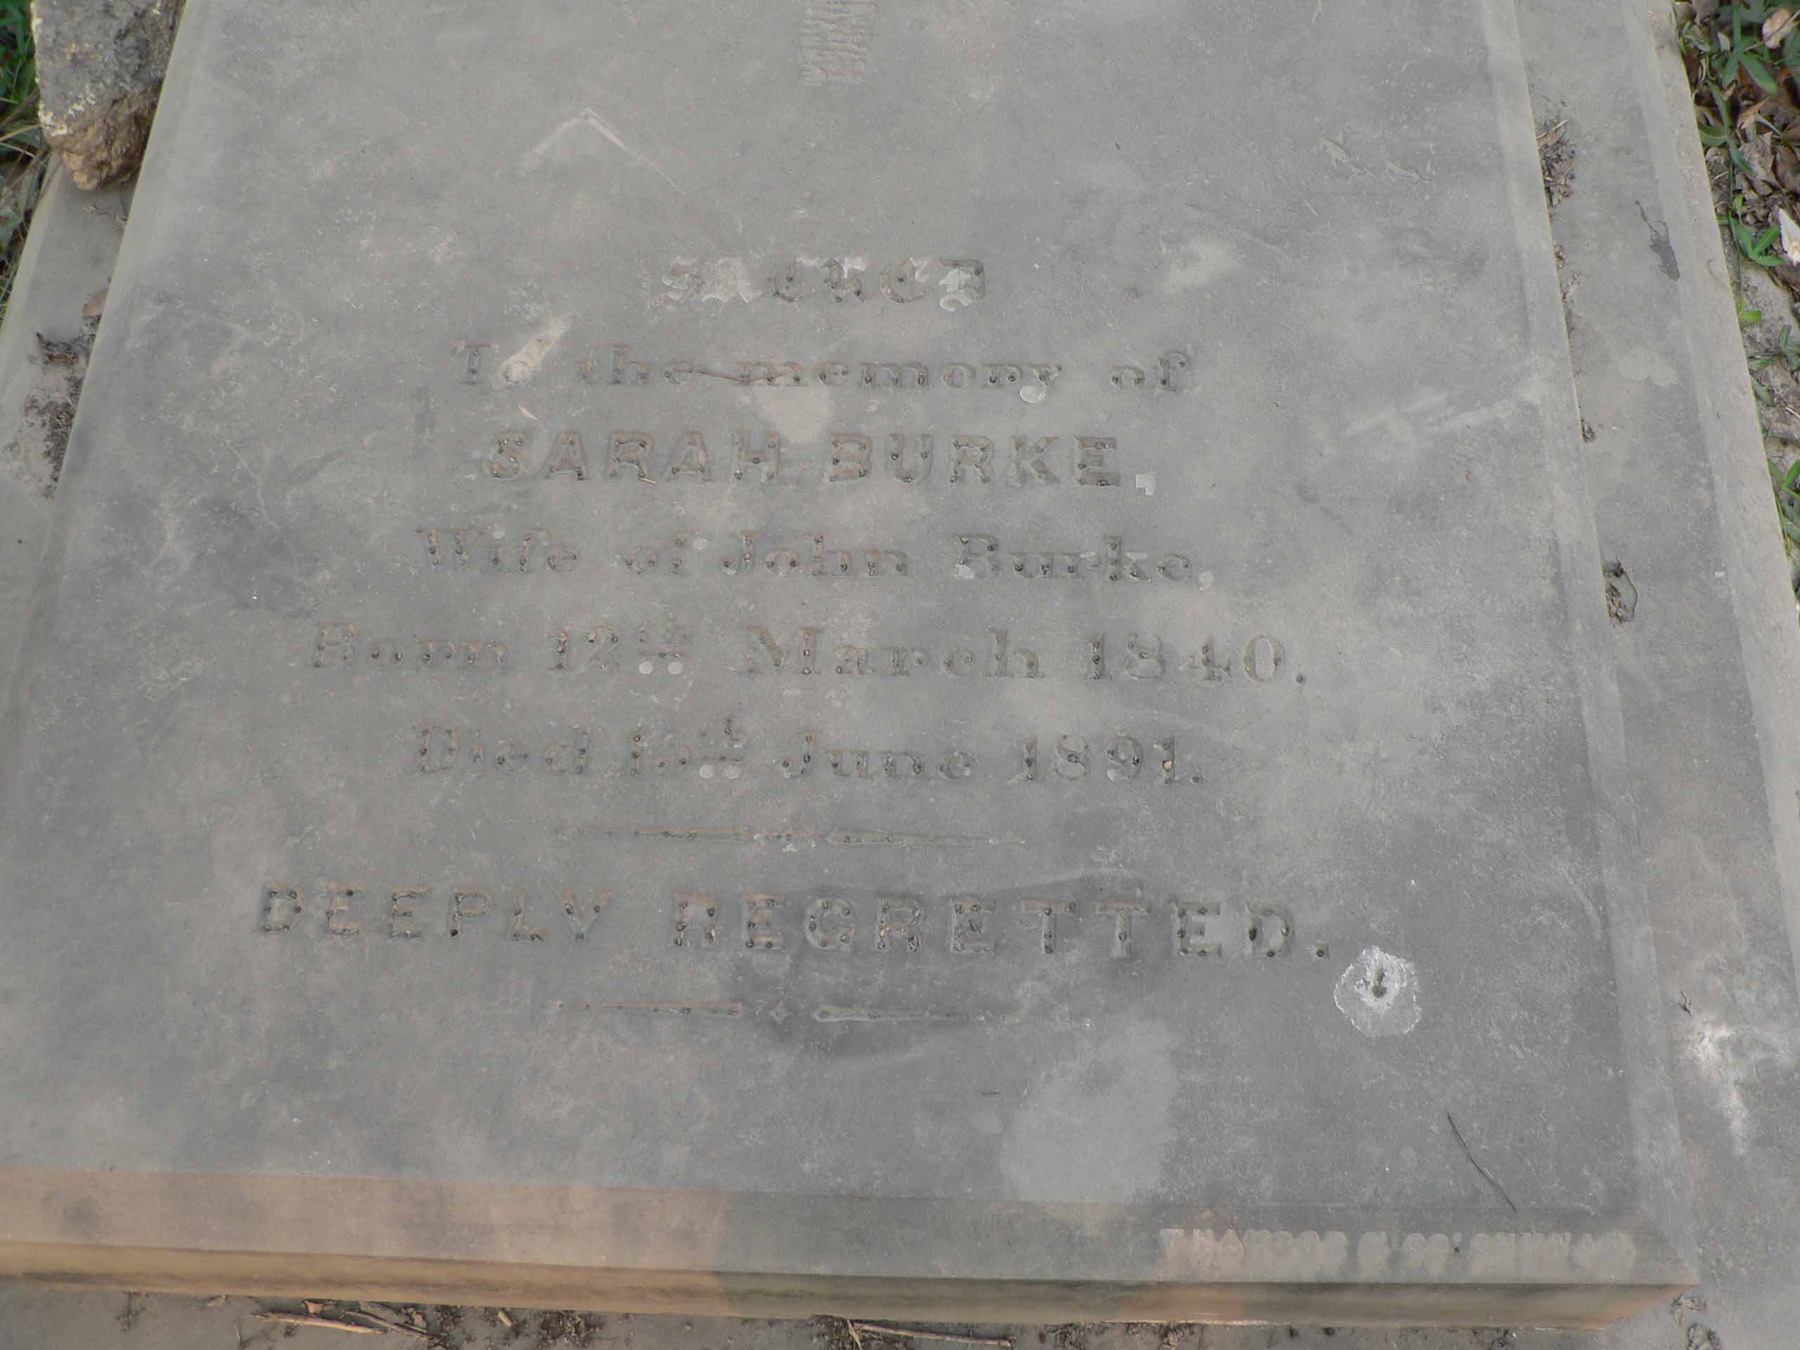 SACRED
To the memory of
SARAH BURKE.
Wife of John Burke.
Born 12th March 1840.
Died 15th June 1891.
DEEPLY REGRETTED.